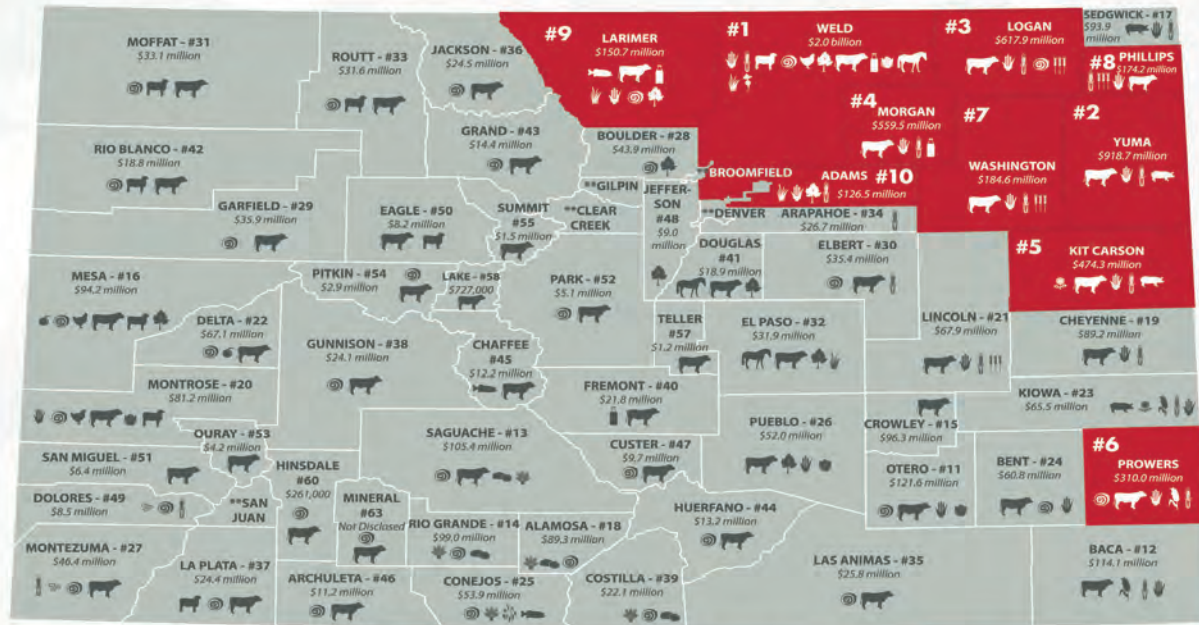 MOFFAT - #31
$33.1 million
ROUTT - #33
$31.6 million
JACKSON - #36
$24.5 million
#9
LARIMER
$150.7 million
#1
WELD
$2.0 billion
#3
LOGAN
$617.9 million
SEDGWICK - #17
$93.9
million
#8 PHILLIPS
$174.2 million
RIO BLANCO - #42
$18.8 million
GRAND - #43
$14.4 million
BOULDER - #28
$43.9 million
#4
MORGAN
$559.5 million
#7
WASHINGTON
$184.6 million
#2
YUMA
$918.7 million
BROOMFIELD
ADAMS #10
$126.5 million
GARFIELD - #29
$35.9 million
EAGLE - #50
$8.2 million
SUMMIT
#55
$1.5 million
**GILPIN
**CLEAR
CREEK
JEFFER-
SON
#48
$9.0
million
**DENVER
ARAPAHOE - #34
$26.7 million
DOUGLAS
#41
$18.9 million
ELBERT - #30
$35.4 million
#5
KIT CARSON
$474.3 million
MESA - #16
$94.2 million
PITKIN - #54
$2.9 million
LAKE - #58
$727,000
PARK - #52
$5.1 million
DELTA - #22
$67.1 million
GUNNISON - #38
$24.1 million
CHAFFEE
#45
$12.2 million
TELLER
#57
$1.2 million
EL PASO - #32
$31.9 million
LINCOLN - #21
$67.9 million
CHEYENNE - #19
$89.2 million
MONTROSE - #20
$81.2 million
FREMONT - #40
$21.8 million
KIOWA - #23
$65.5 million
OURAY - #53
$4.2 million
SAGUACHE - #13
$105.4 million
CUSTER - #47
$9.7 million
PUEBLO - #26
$52.0 million
CROWLEY - #15
$96.3 million
SAN MIGUEL - #51
$6.4 million
HINSDALE
#60
$261,000
OTERO - #11
$121.6 million
BENT - #24
$60.8 million
#6
PROWERS
$310.0 million
DOLORES - #49
$8.5 million
**SAN
JUAN
MINERAL
#63
Not Disclosed
RIO GRANDE - #14
$99.0 million
ALAMOSA - #18
$89.3 million
HUERFANO - #44
$13.2 million
MONTEZUMA - #27
$46.4 million
LA PLATA - #37
$24.4 million
ARCHULETA - #46
$11.2 million
CONEJOS - #25
$53.9 million
COSTILLA - #39
$22.1 million
LAS ANIMAS - #35
$25.8 million
BACA - #12
$114.1 million